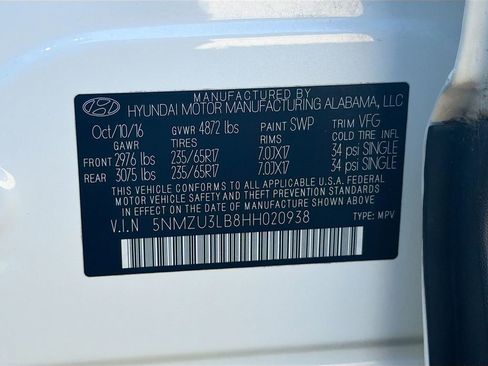 MANUFACTURED BY
HYUNDAI MOTOR MANUFACTURING ALABAMA, LLC
Oct/10/16 GVWR 4872 lbs PAINT SWP TRIM VFG
GAWR TIRES RIMS COLD TIRE INFL
FRONT 2976 lbs 235/65R17 7.0JX17 34 psi SINGLE
REAR 3075 lbs 235/65R17 7.0JX17 34 psi SINGLE
THIS VEHICLE CONFORMS TO ALL APPLICABLE U.S.A. FEDERAL
MOTOR VEHICLE SAFETY AND THEFT PREVENTION STANDARDS
IN EFFECT ON THE DATE OF MANUFACTURE SHOWN ABOVE.
V.I.N 5NMZU3LB8HH020938 TYPE: MPV